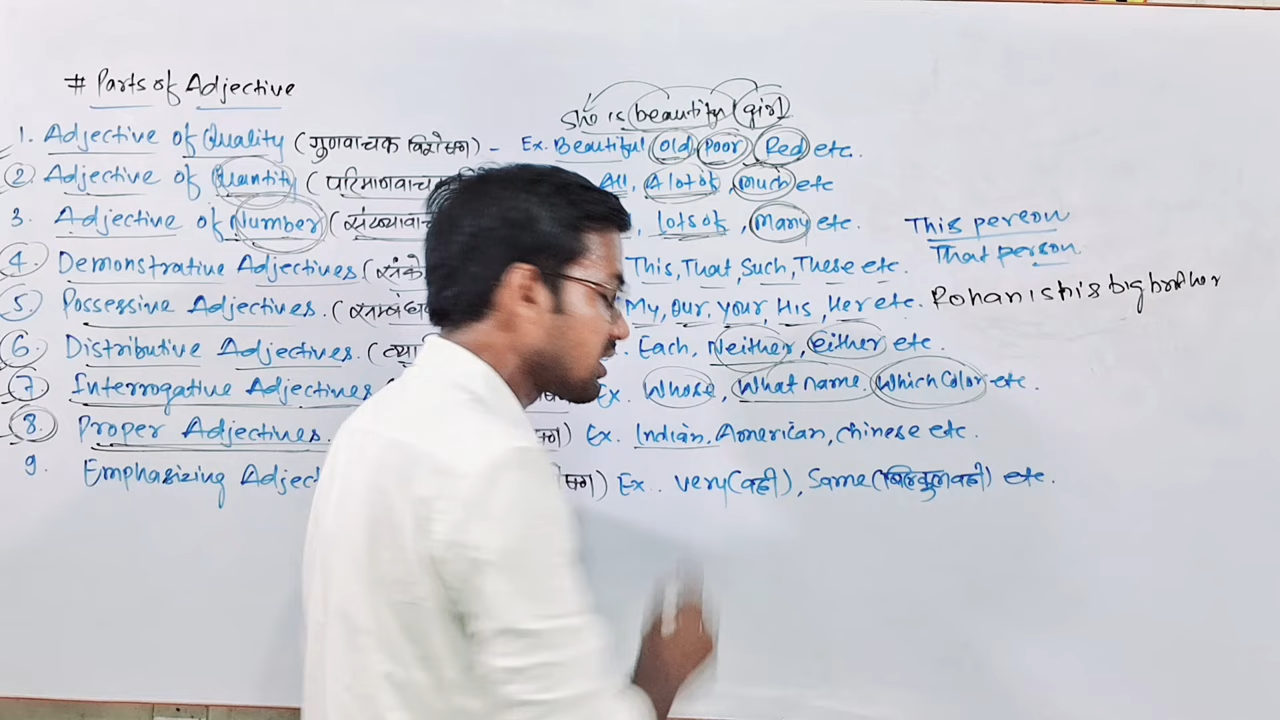 # Parts of Adjective
She is beautiful girl
1. Adjective of Quality (गुणवाचक विशेषण) - Ex. Beautiful Old Poor Red etc.
2. Adjective of Quantity (परिमाणवाच All, A lot of, Much etc
3. Adjective of Number (संख्यावाच , lots of, Many etc.
This person
That person.
4. Demonstrative Adjectives (संके This, That, Such, These etc.
5. Possessive Adjectives. (सम्बंध My, Our, your, His, Her etc. Rohan is his big brother
6. Distributive Adjectives. ( Each, Neither, either etc.
7. Interrogative Adjectives Ex. Whose, What name, Which Color etc.
8. Proper Adjectives. Ex. Indian, American, Chinese etc.
9. Emphasizing Adject Ex. very (वही), Same (बिल्कुल वही) etc.